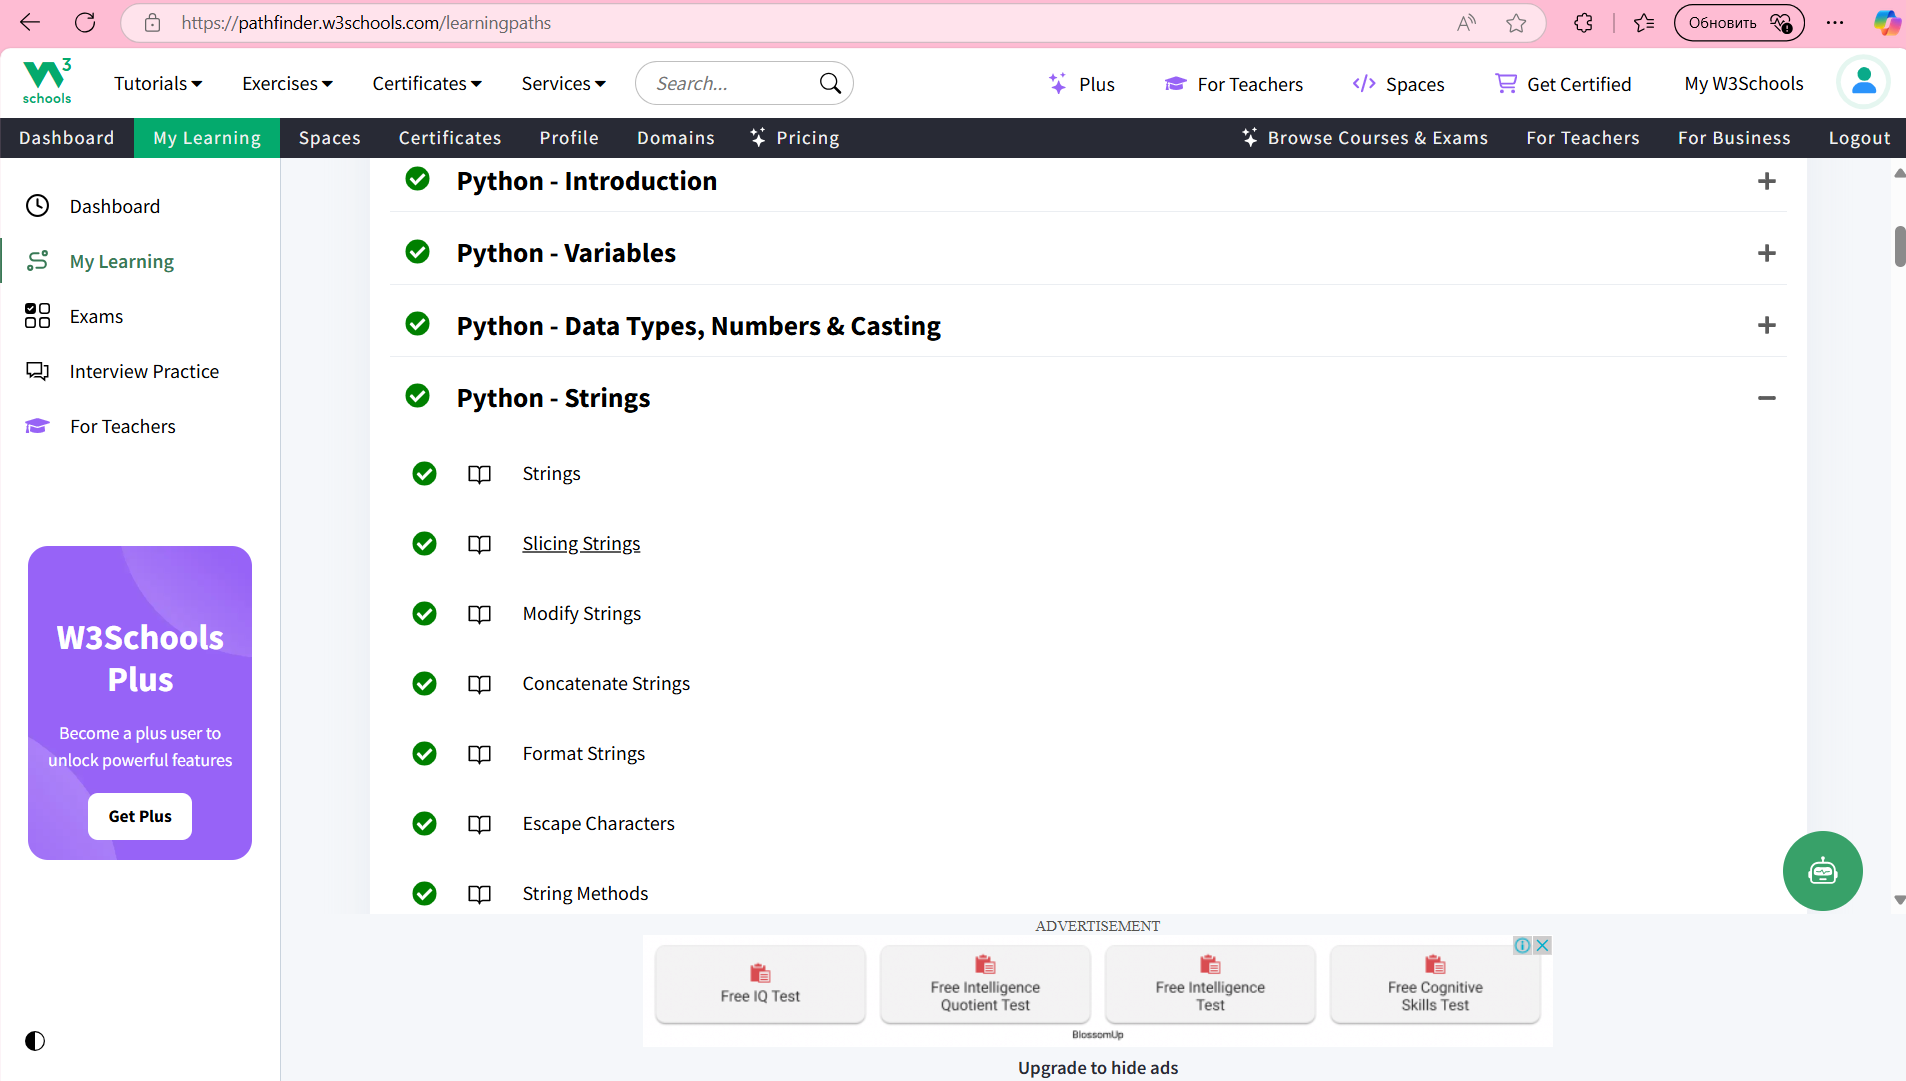 https://pathfinder.w3schools.com/learningpaths
Обновить
W3 schools
Tutorials
Exercises
Certificates
Services
Search...
Plus
For Teachers
Spaces
Get Certified
My W3Schools
Dashboard
My Learning
Spaces
Certificates
Profile
Domains
Pricing
Browse Courses & Exams
For Teachers
For Business
Logout
Dashboard
My Learning
Exams
Interview Practice
For Teachers
W3Schools
Plus
Become a plus user to
unlock powerful features
Get Plus
Python - Introduction
Python - Variables
Python - Data Types, Numbers & Casting
Python - Strings
Strings
Slicing Strings
Modify Strings
Concatenate Strings
Format Strings
Escape Characters
String Methods
ADVERTISEMENT
Free IQ Test
Free Intelligence
Quotient Test
Free Intelligence
Test
Free Cognitive
Skills Test
BlossomUp
Upgrade to hide ads